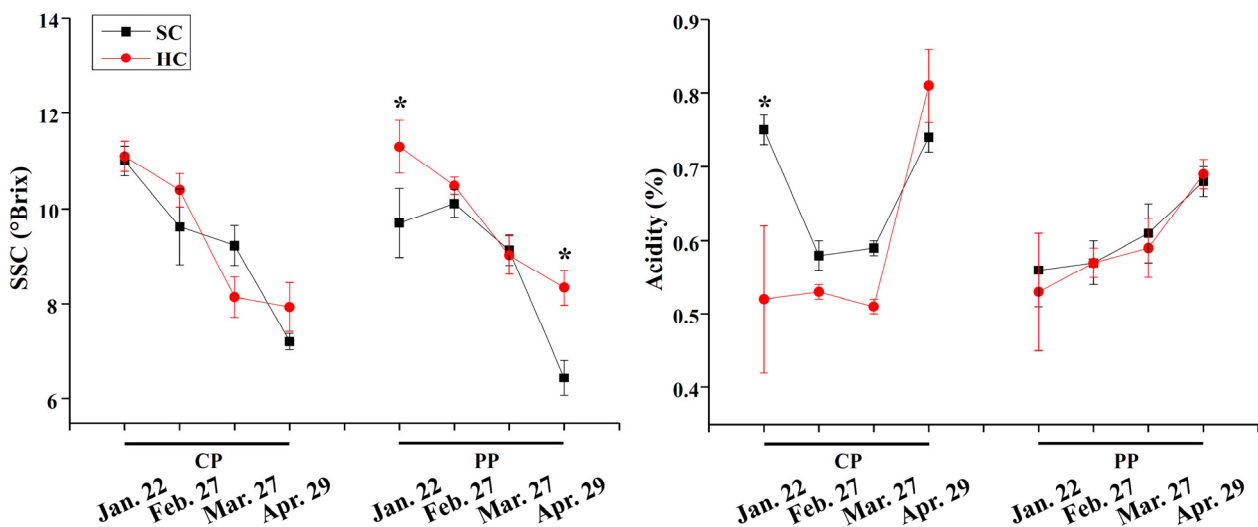 SC
HC
SSC (°Brix)
14
12
10
8
6
*
*
CP
PP
Jan. 22
Feb. 27
Mar. 27
Apr. 29
Jan. 22
Feb. 27
Mar. 27
Apr. 29
Acidity (%)
0.9
0.8
0.7
0.6
0.5
0.4
*
CP
PP
Jan. 22
Feb. 27
Mar. 27
Apr. 29
Jan. 22
Feb. 27
Mar. 27
Apr. 29